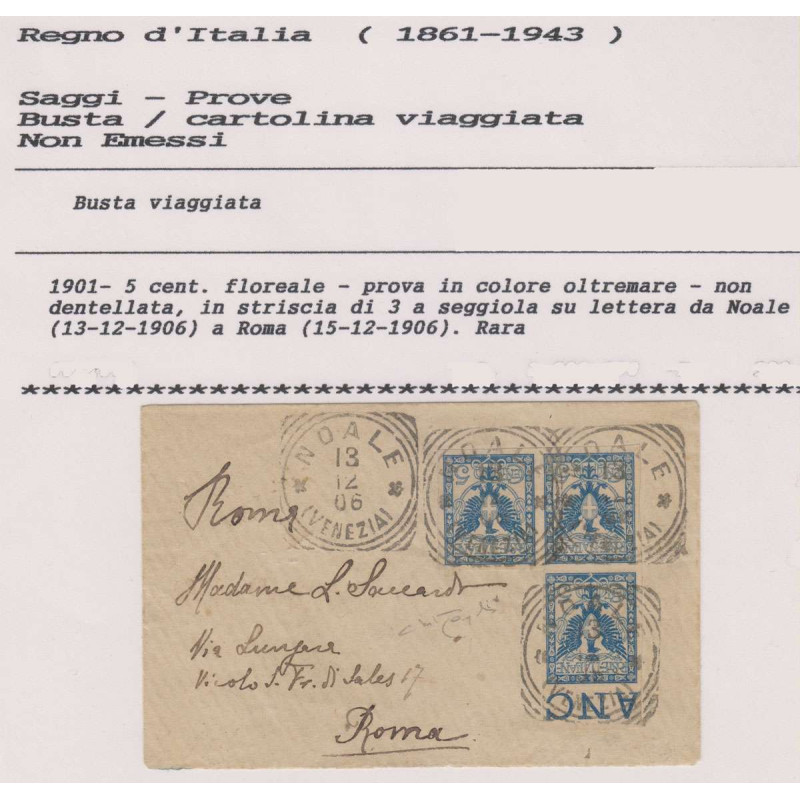 Regno d'Italia ( 1861-1943 )
Saggi - Prove
Busta / cartolina viaggiata
Non Emessi
Busta viaggiata
1901- 5 cent. floreale - prova in colore oltremare - non
dentellata, in striscia di 3 a seggiola su lettera da Noale
(13-12-1906) a Roma (15-12-1906). Rara
****************************************
NOALE
13
12
06
(VENEZIA)
Roma
Madame L. Saccardo
Via Lungara
Vicolo S. Fr. di Sales 17
Roma
ANC